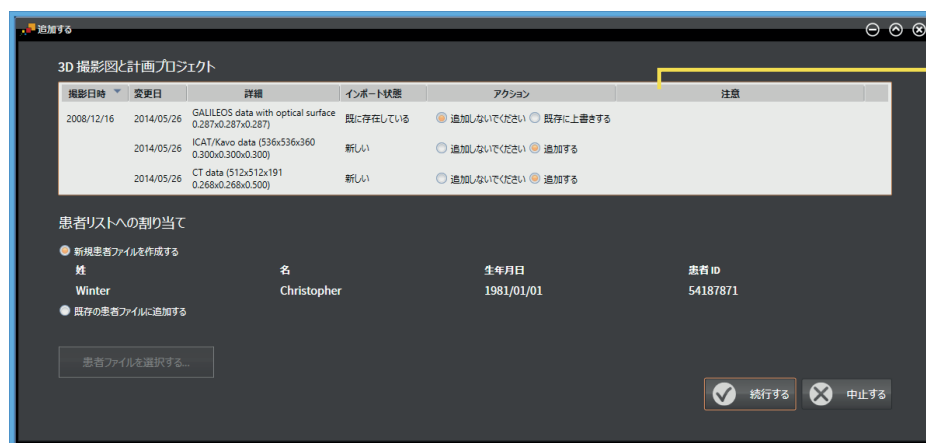 追加する
3D 撮影図と計画プロジェクト
撮影日時 変更日 詳細 インポート状態 アクション 注意
2008/12/16 2014/05/26 GALILEOS data with optical surface 0.287x0.287x0.287) 既に存在している 追加しないでください 既存に上書きする
2014/05/26 ICAT/Kavo data (536x536x360 0.300x0.300x0.300) 新しい 追加しないでください 追加する
2014/05/26 CT data (512x512x191 0.268x0.268x0.500) 新しい 追加しないでください 追加する
患者リストへの割り当て
新規患者ファイルを作成する
姓 名 生年月日 患者 ID
Winter Christopher 1981/01/01 54187871
既存の患者ファイルに追加する
患者ファイルを選択する...
続行する 中止する